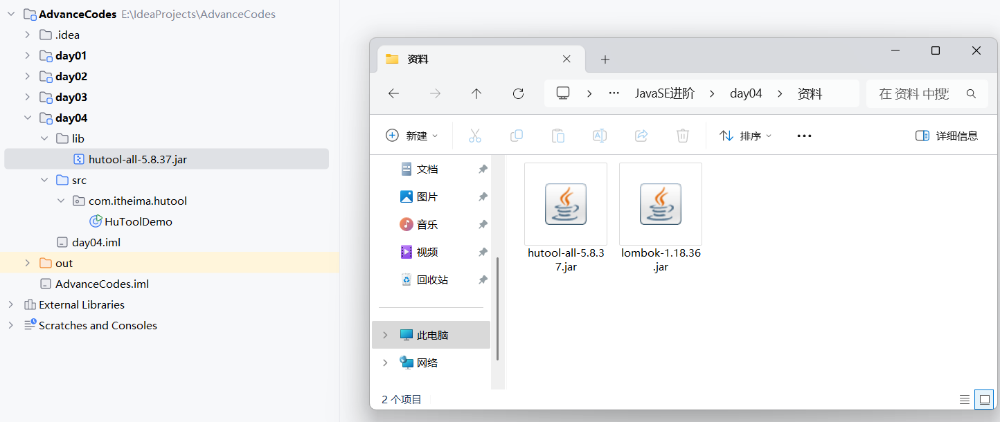 AdvanceCodes E:\IdeaProjects\AdvanceCodes
.idea
day01
day02
day03
day04
lib
hutool-all-5.8.37.jar
src
com.itheima.hutool
HuToolDemo
day04.iml
out
AdvanceCodes.iml
External Libraries
Scratches and Consoles
资料
JavaSE进阶 day04 资料
在 资料 中搜
新建 排序 详细信息
文档
图片
音乐
视频
回收站
此电脑
网络
hutool-all-5.8.3
7.jar
lombok-1.18.36
.jar
2 个项目